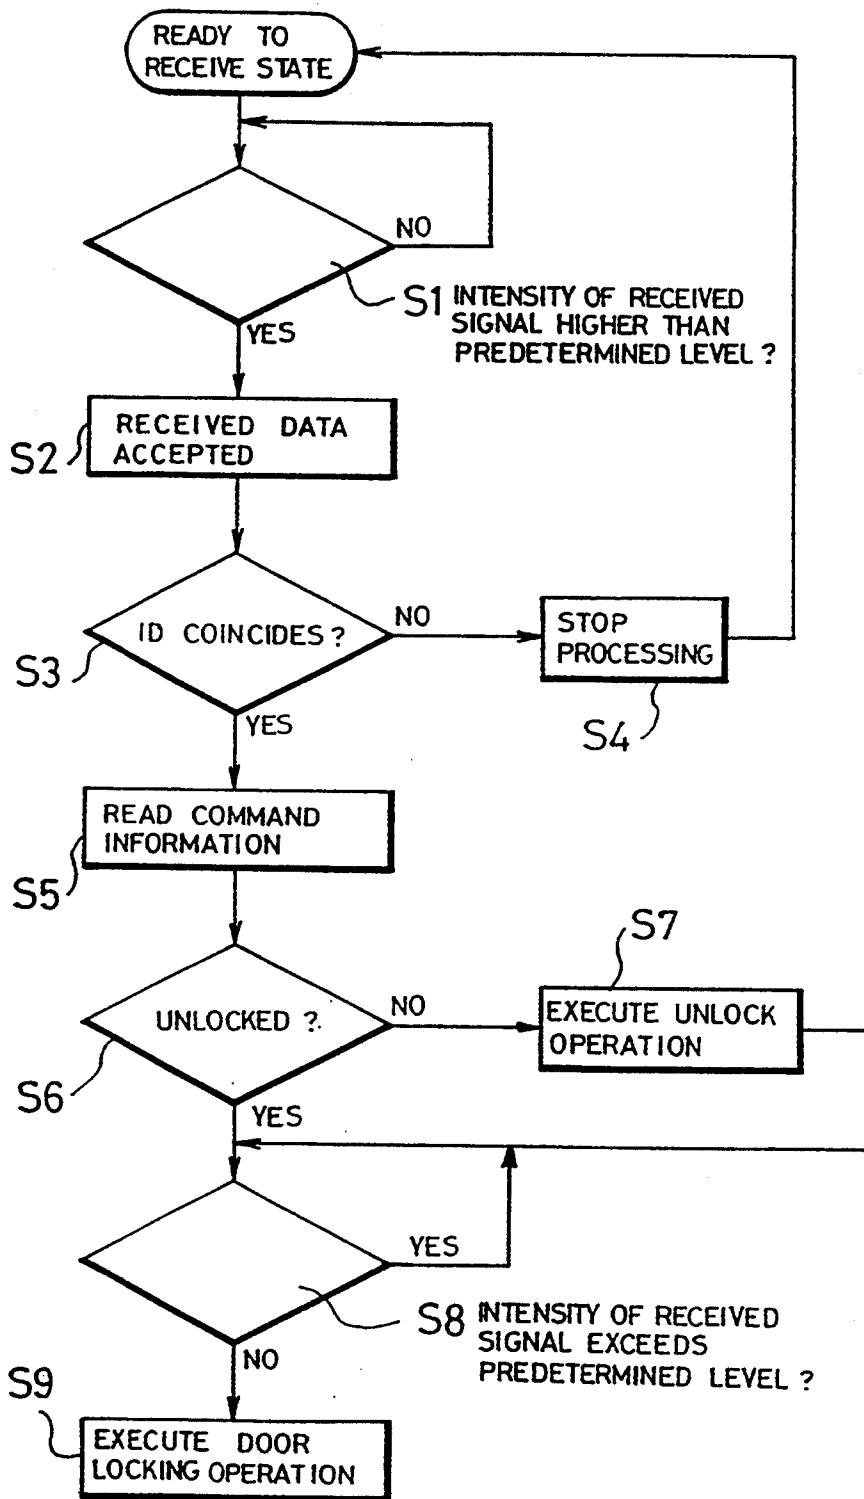 READY TO
RECEIVE STATE
NO
S1 INTENSITY OF RECEIVED
SIGNAL HIGHER THAN
PREDETERMINED LEVEL ?
YES
S2
RECEIVED DATA
ACCEPTED
S3
ID COINCIDES ?
NO
STOP
PROCESSING
S4
YES
S5
READ COMMAND
INFORMATION
S6
UNLOCKED ?
NO
S7
EXECUTE UNLOCK
OPERATION
YES
YES
S8 INTENSITY OF RECEIVED
SIGNAL EXCEEDS
PREDETERMINED LEVEL ?
NO
S9
EXECUTE DOOR
LOCKING OPERATION